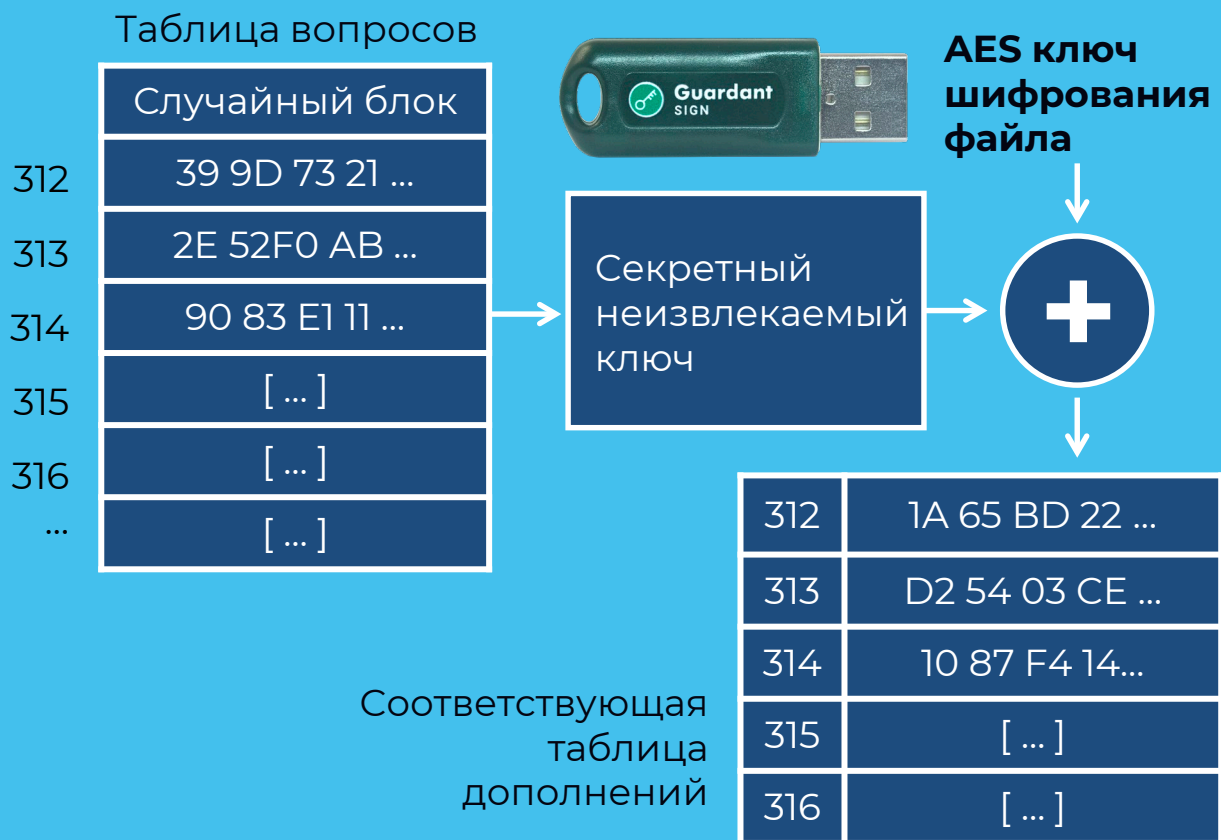 Таблица вопросов
Случайный блок
312
39 9D 73 21 ...
313
2E 52F0 AB ...
314
90 83 E1 11 ...
315
[ ... ]
316
[ ... ]
...
[ ... ]
Guardant
SIGN
AES ключ
шифрования
файла
Секретный
неизвлекаемый
ключ
+
312
1A 65 BD 22 ...
313
D2 54 03 CE ...
314
10 87 F4 14...
315
[ ... ]
316
[ ... ]
Соответствующая
таблица
дополнений